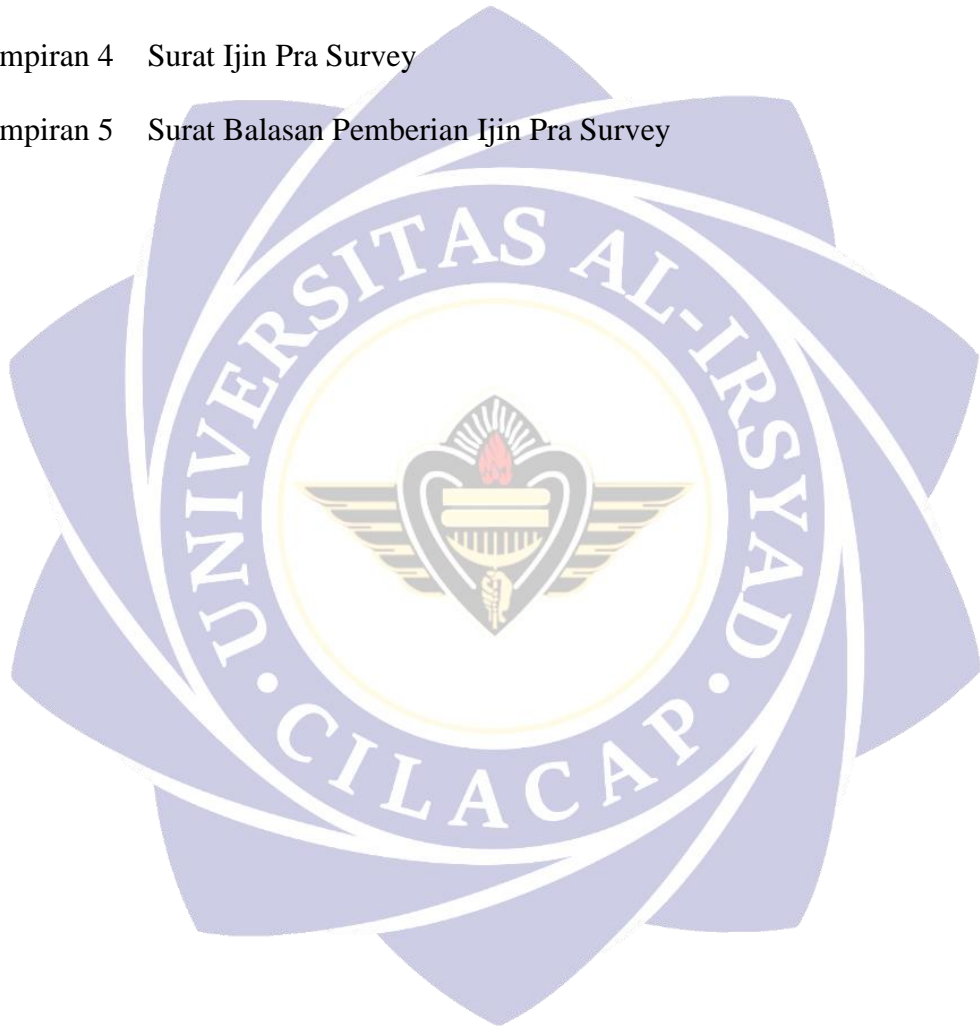 mpiran 4 Surat Ijin Pra Survey
mpiran 5 Surat Balasan Pemberian Ijin Pra Survey
UNIVERSITAS AL-IRSYAD
• CILACAP •